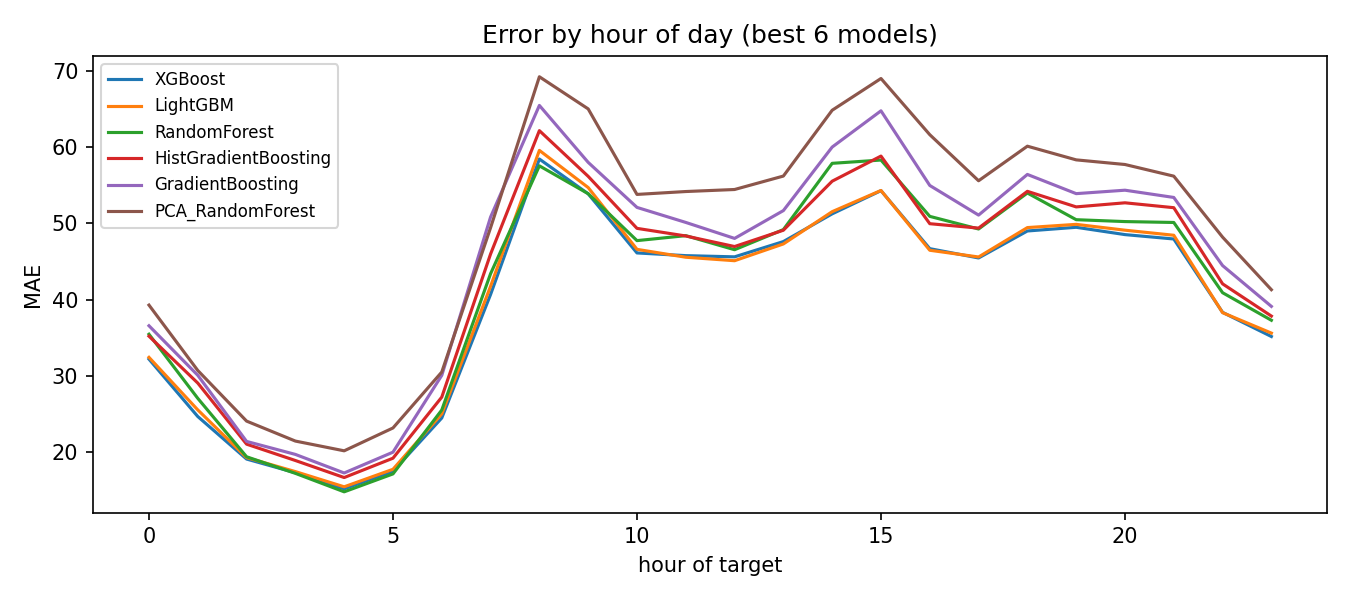 Error by hour of day (best 6 models)
XGBoost
LightGBM
RandomForest
HistGradientBoosting
GradientBoosting
PCA_RandomForest
70
60
50
40
30
20
MAE
0 5 10 15 20
hour of target